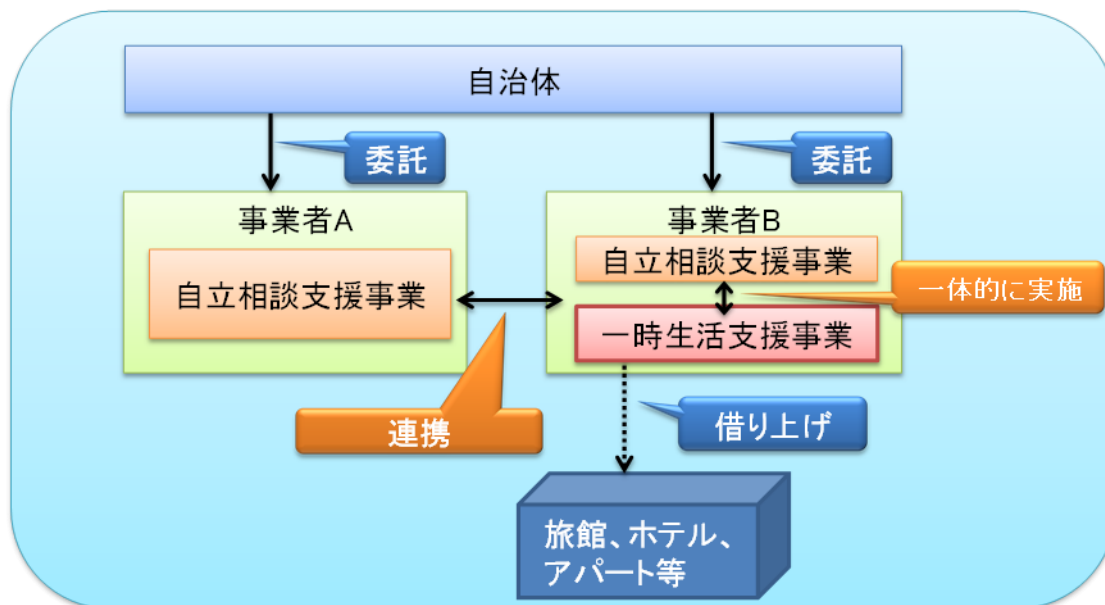 自治体
委託
委託
事業者A
事業者B
自立相談支援事業
自立相談支援事業
一体的に実施
一時生活支援事業
連携
借り上げ
旅館、ホテル、
アパート等